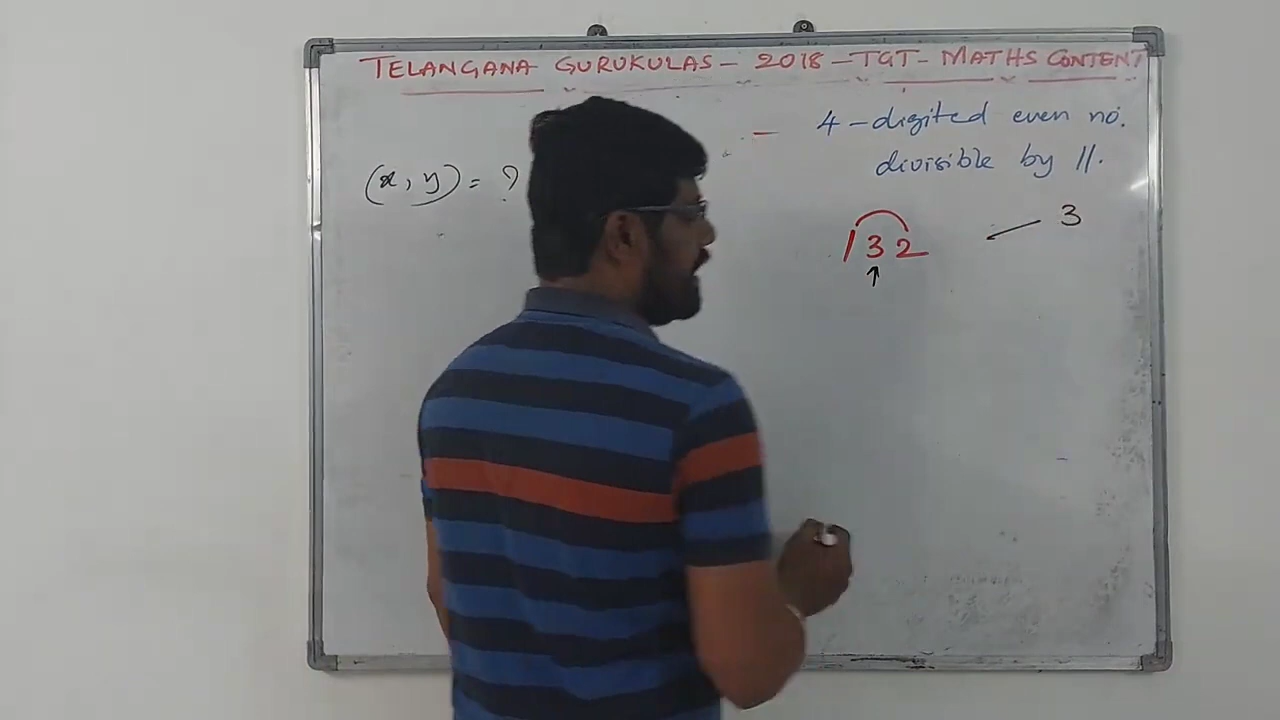 TELANGANA GURUKULAS - 2018 - TGT - MATHS CONTENT
- 4-digited even no.
divisible by 11.
(x, y) = ?
132
3